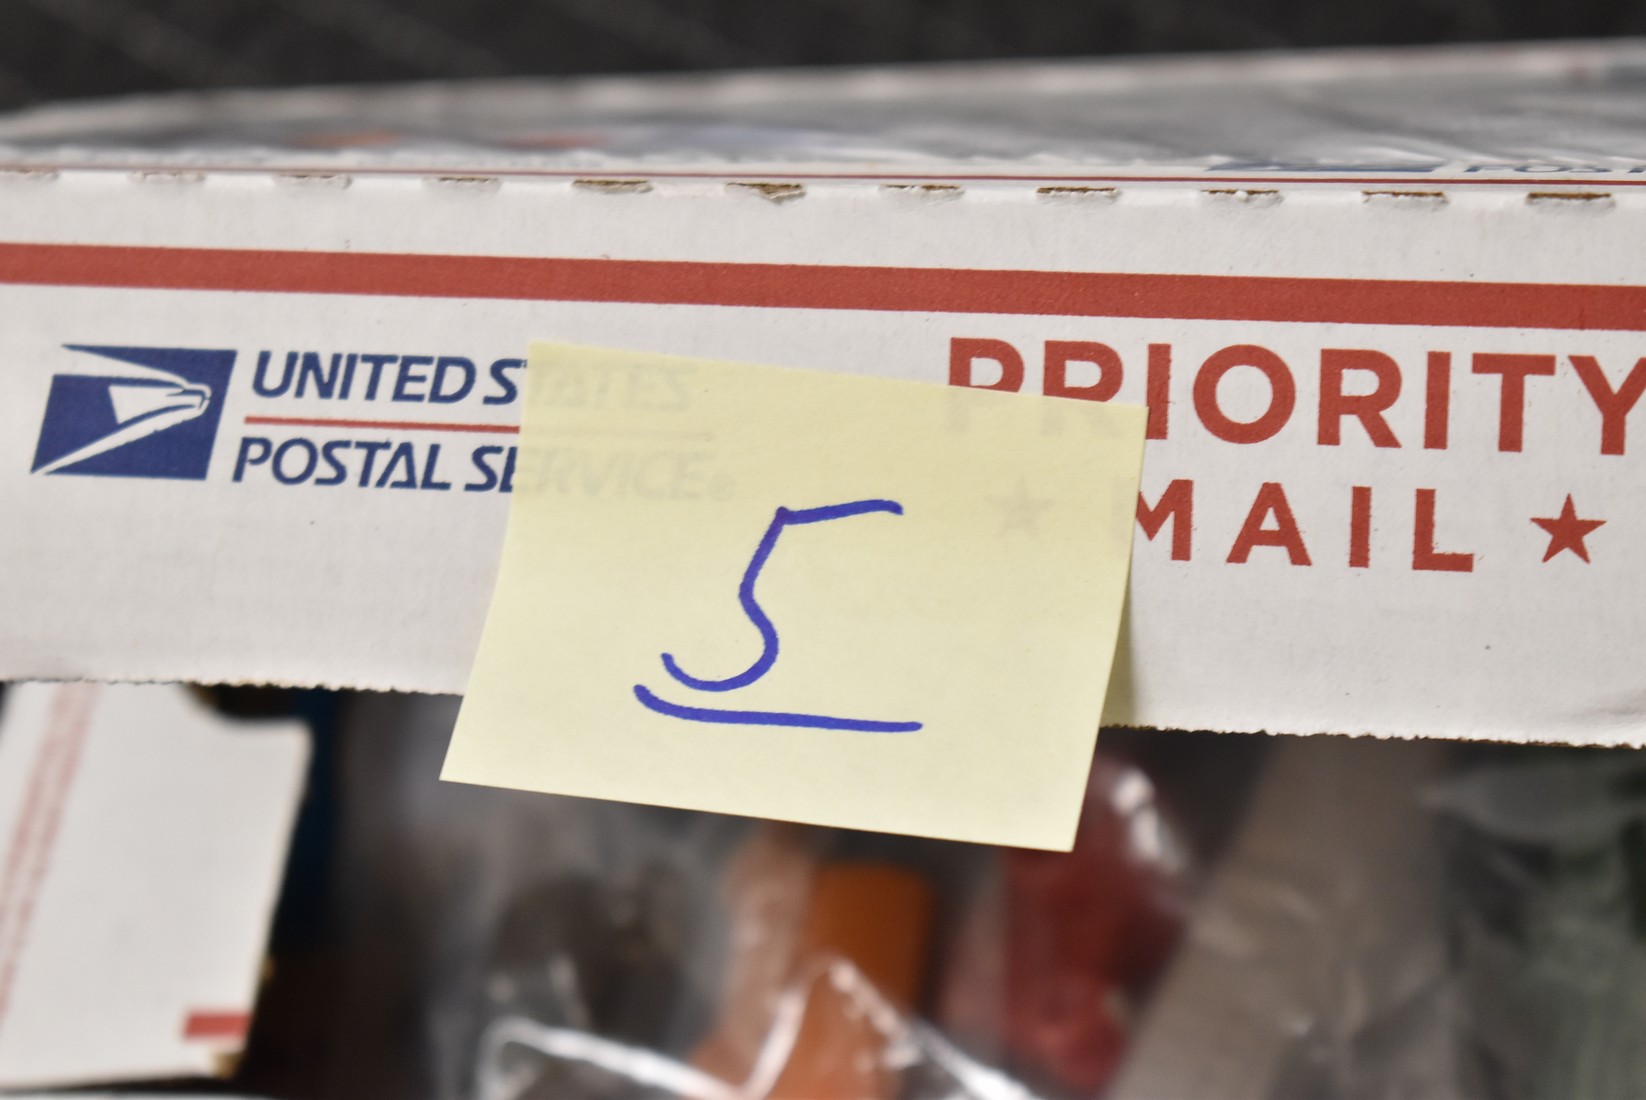 UNITED STATES
POSTAL SERVICE®
PRIORITY
★ MAIL ★
5